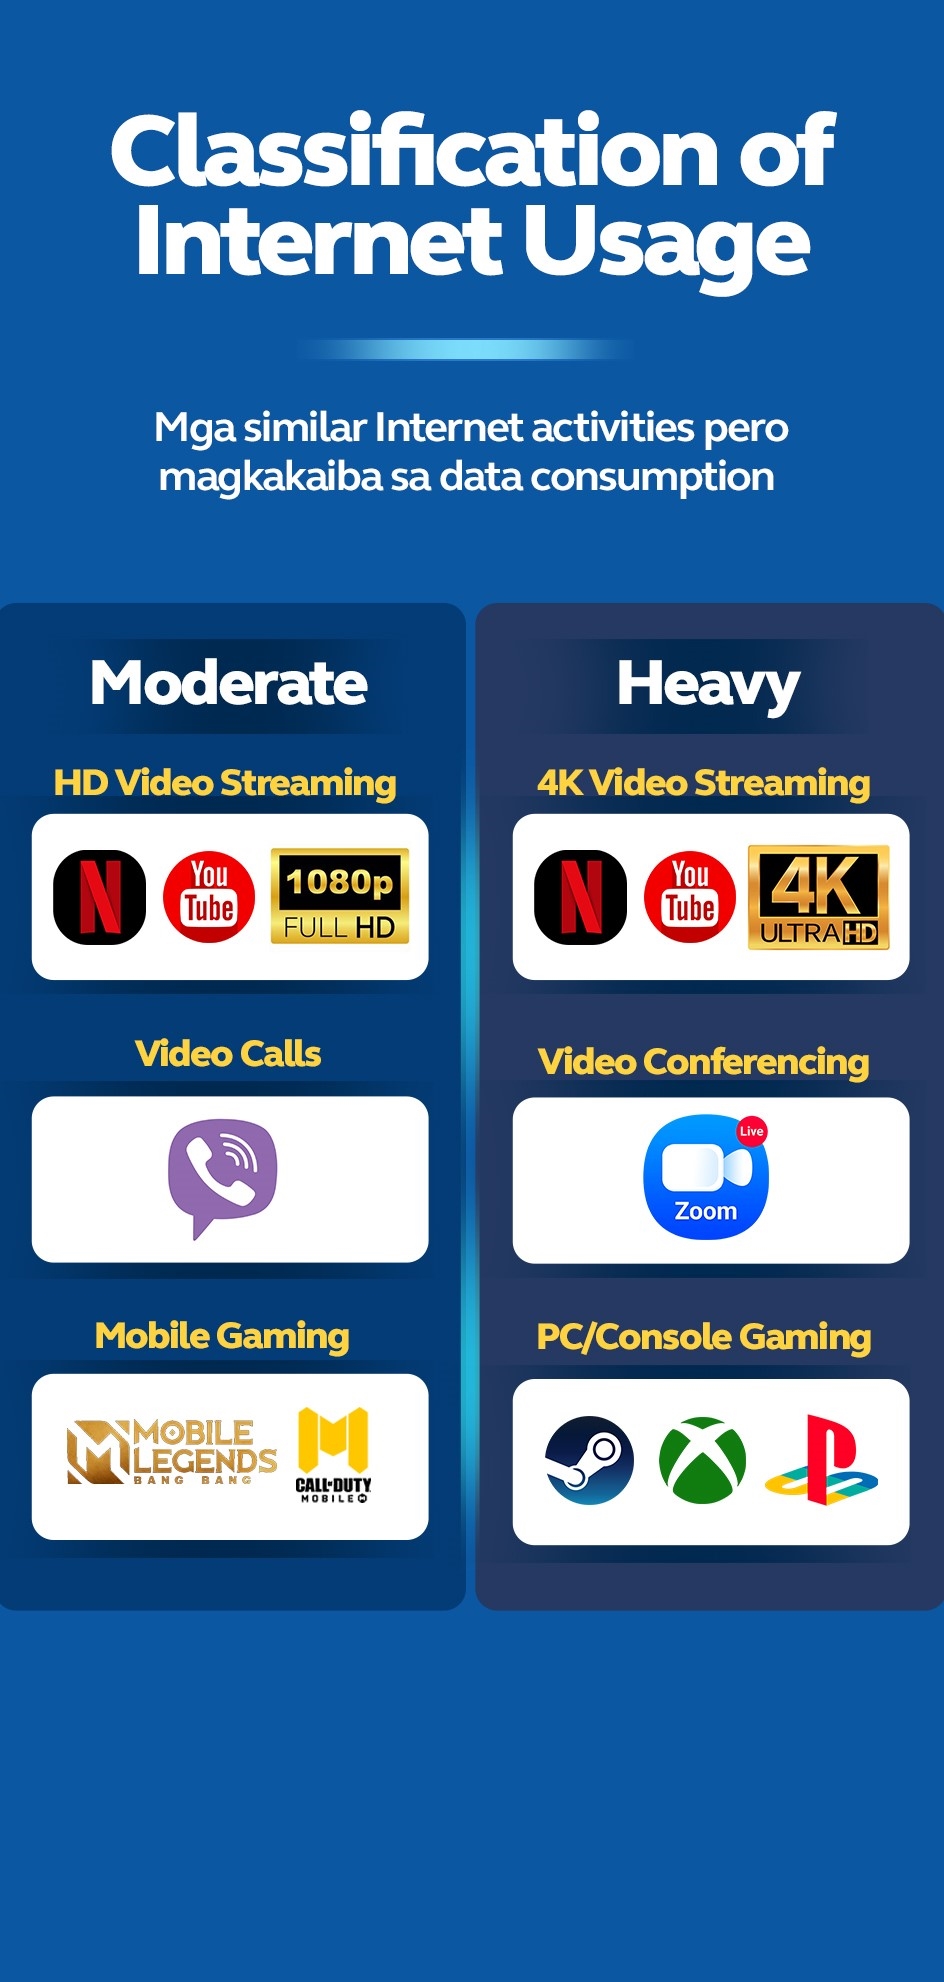 Classification of
Internet Usage
Mga similar Internet activities pero
magkakaiba sa data consumption
Moderate
HD Video Streaming
N
You
Tube
1080p
FULL HD
Video Calls
Mobile Gaming
MOBILE
LEGENDS
BANG BANG
CALL OF DUTY
MOBILE
Heavy
4K Video Streaming
N
You
Tube
4K
ULTRA HD
Video Conferencing
Live
Zoom
PC/Console Gaming